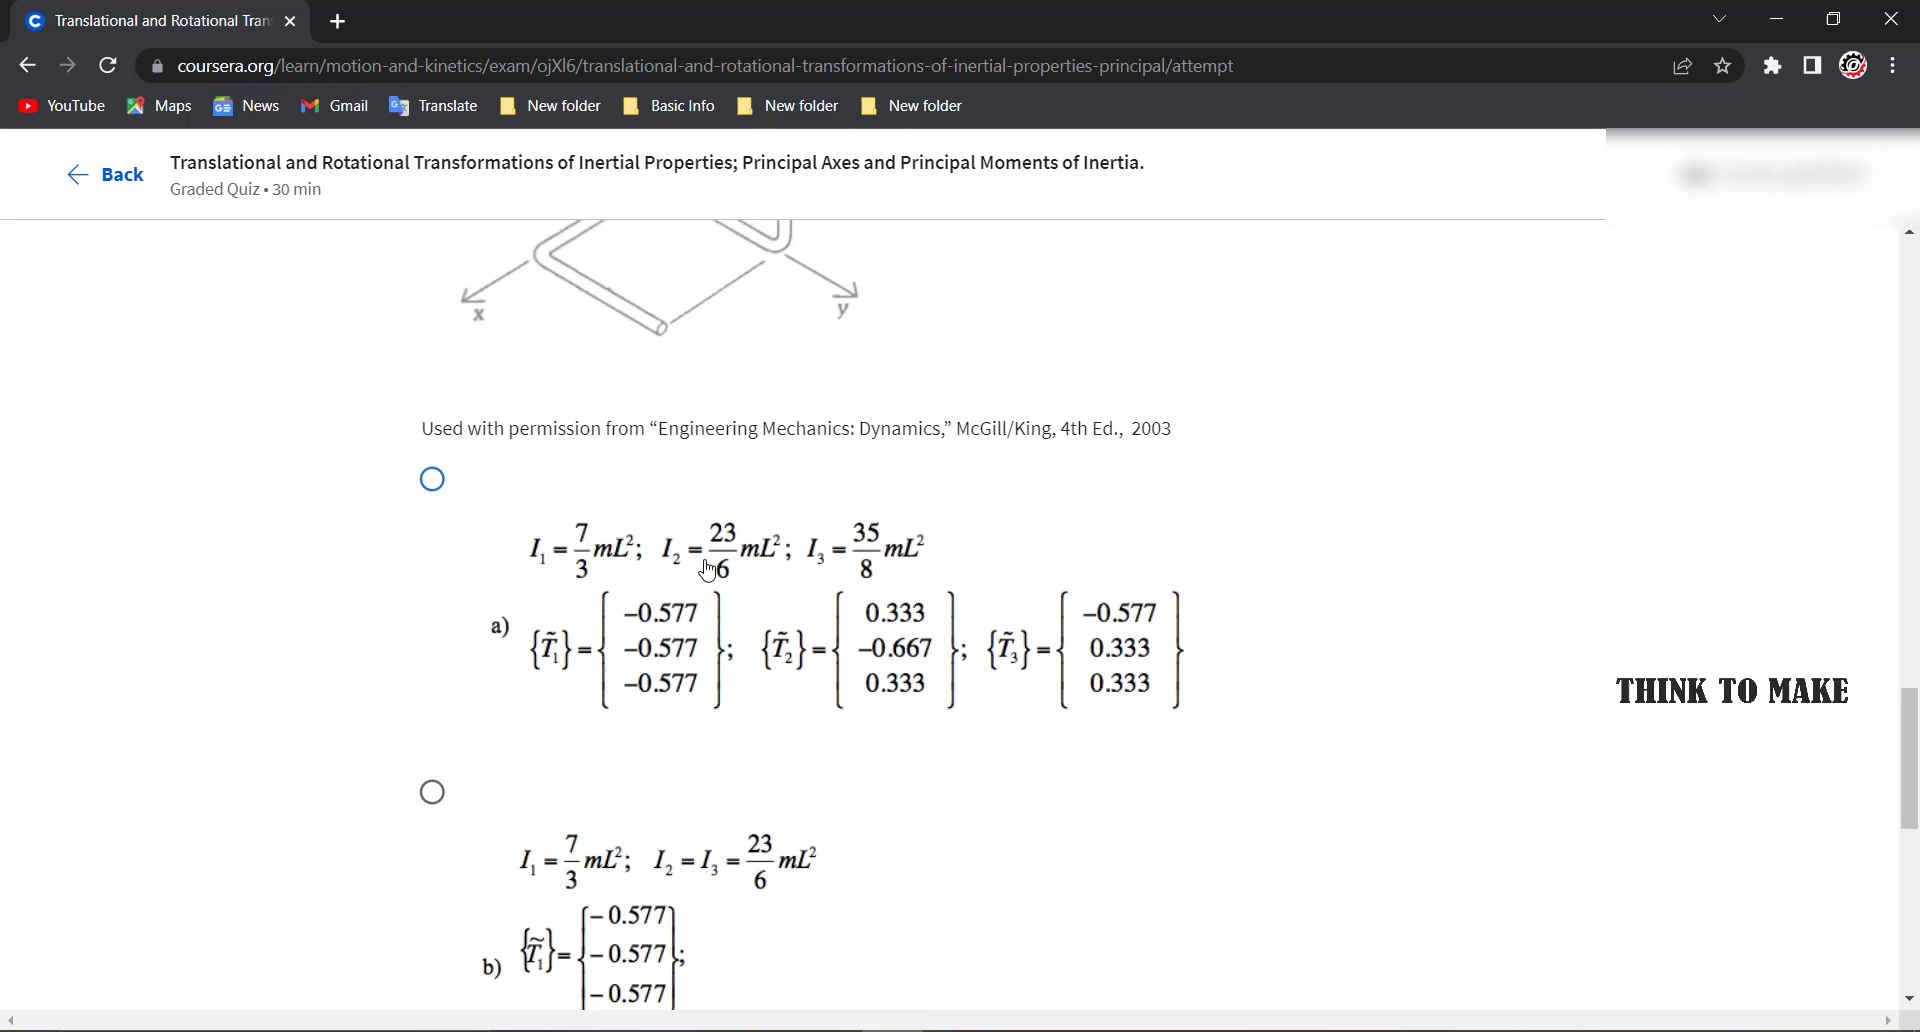 Translational and Rotational Tran
coursera.org/learn/motion-and-kinetics/exam/ojXl6/translational-and-rotational-transformations-of-inertial-properties-principal/attempt
YouTube Maps News Gmail Translate New folder Basic Info New folder New folder
Back
Translational and Rotational Transformations of Inertial Properties; Principal Axes and Principal Moments of Inertia.
Graded Quiz • 30 min
x
y
Used with permission from “Engineering Mechanics: Dynamics,” McGill/King, 4th Ed., 2003
I₁ = 7/3 mL²; I₂ = 23/6 mL²; I₃ = 35/8 mL²
a) {T̃₁} = { -0.577 -0.577 -0.577 }; {T̃₂} = { 0.333 -0.667 0.333 }; {T̃₃} = { -0.577 0.333 0.333 }
THINK TO MAKE
I₁ = 7/3 mL²; I₂ = I₃ = 23/6 mL²
b) {T̃₁} = { -0.577 -0.577 -0.577 };